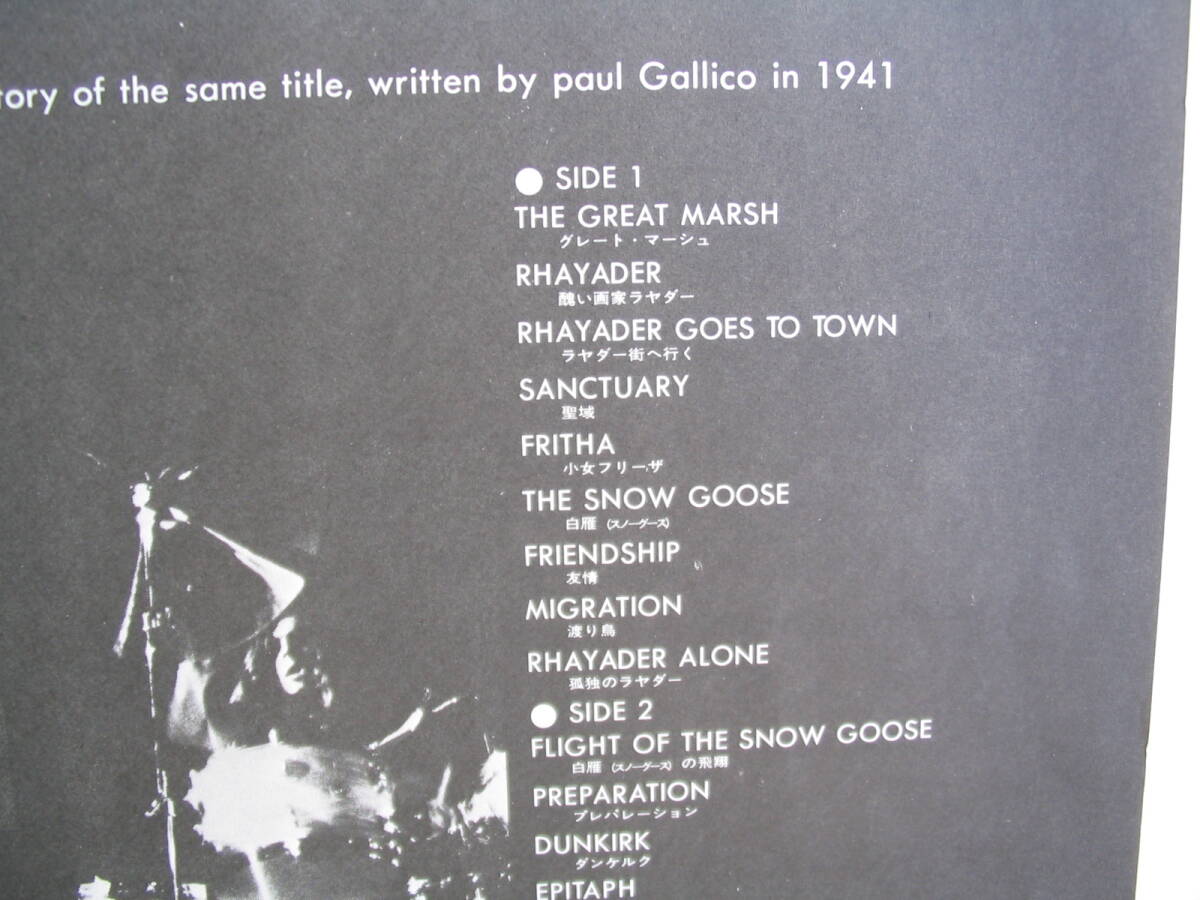 tory of the same title, written by paul Gallico in 1941
● SIDE 1
THE GREAT MARSH
グレート・マーシュ
RHAYADER
醜い画家ラヤダー
RHAYADER GOES TO TOWN
ラヤダー街へ行く
SANCTUARY
聖域
FRITHA
小女フリーザ
THE SNOW GOOSE
白雁（スノーグース）
FRIENDSHIP
友情
MIGRATION
渡り鳥
RHAYADER ALONE
孤独のラヤダー
● SIDE 2
FLIGHT OF THE SNOW GOOSE
白雁（スノーグース）の飛翔
PREPARATION
プレパレーション
DUNKIRK
ダンケルク
EPITAPH